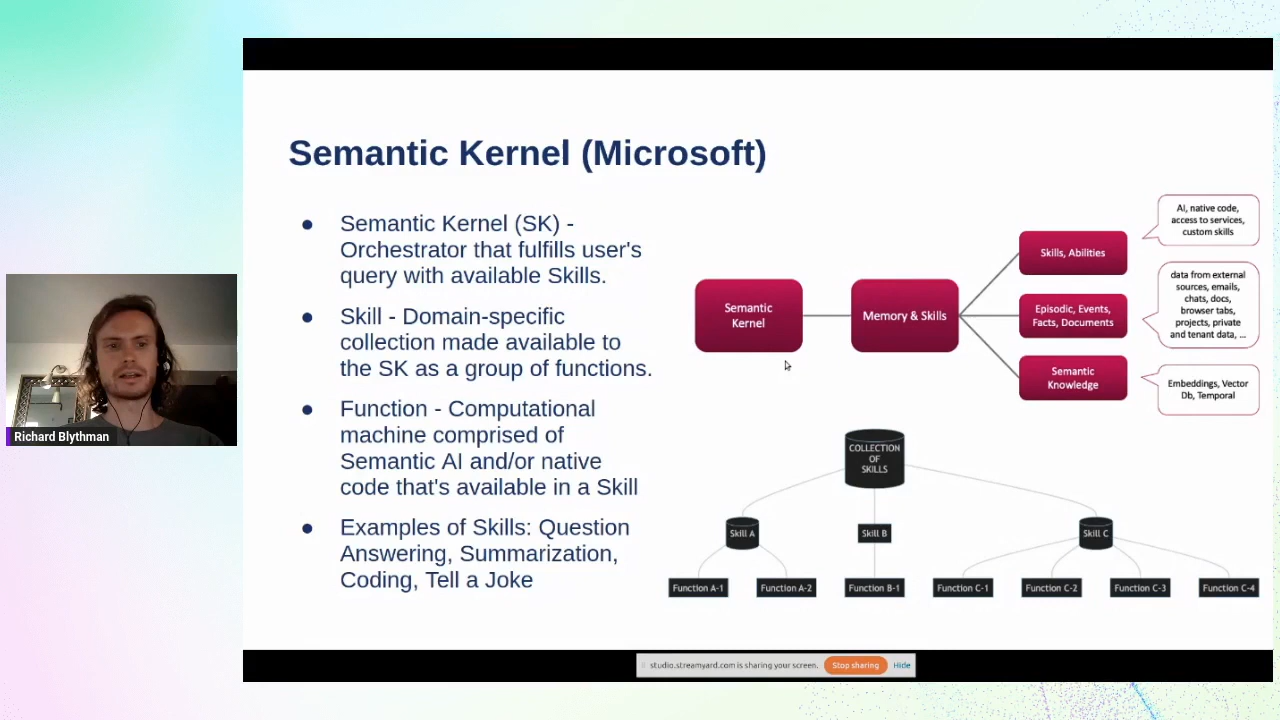 Semantic Kernel (Microsoft)
● Semantic Kernel (SK) -
Orchestrator that fulfills user's
query with available Skills.
● Skill - Domain-specific
collection made available to
the SK as a group of functions.
● Function - Computational
machine comprised of
Semantic AI and/or native
code that's available in a Skill
● Examples of Skills: Question
Answering, Summarization,
Coding, Tell a Joke
Semantic
Kernel
Memory & Skills
Skills, Abilities
Episodic, Events,
Facts, Documents
Semantic
Knowledge
AI, native code,
access to services,
custom skills
data from external
sources, emails,
chats, docs,
browser tabs,
projects, private
and tenant data, ...
Embeddings, Vector
Db, Temporal
COLLECTION
OF
SKILLS
Skill A
Skill B
Skill C
Function A-1
Function A-2
Function B-1
Function C-1
Function C-2
Function C-3
Function C-4
Richard Blythman
studio.streamyard.com is sharing your screen.
Stop sharing
Hide